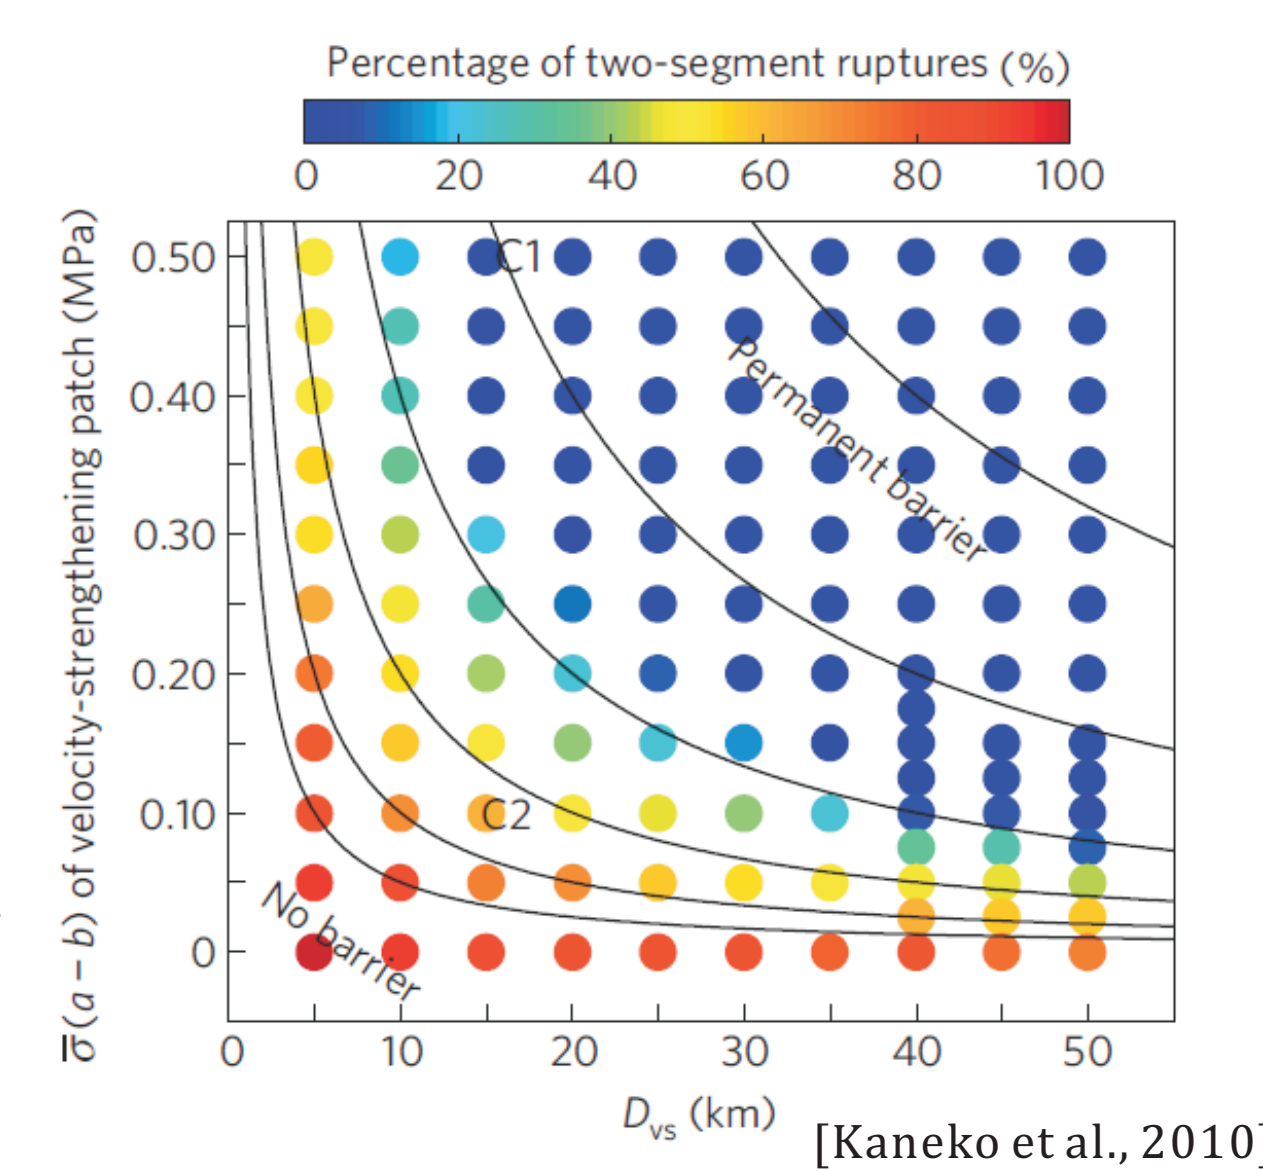 Percentage of two-segment ruptures (%)
0 20 40 60 80 100
σ̅(a – b) of velocity-strengthening patch (MPa)
0.50
0.40
0.30
0.20
0.10
0
C1
Permanent barrier
C2
No barrier
0 10 20 30 40 50
Dvs (km)
[Kaneko et al., 2010]